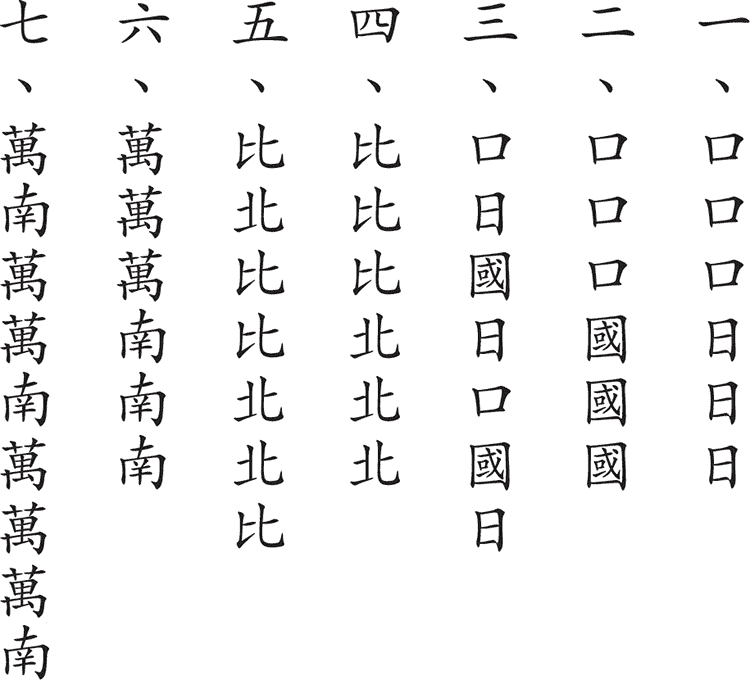 一、口口口日日日
二、口口口國國國
三、口日國日口國日
四、比比比北北北
五、比北比比北北比
六、萬萬萬南南南
七、萬南萬萬南萬萬萬南